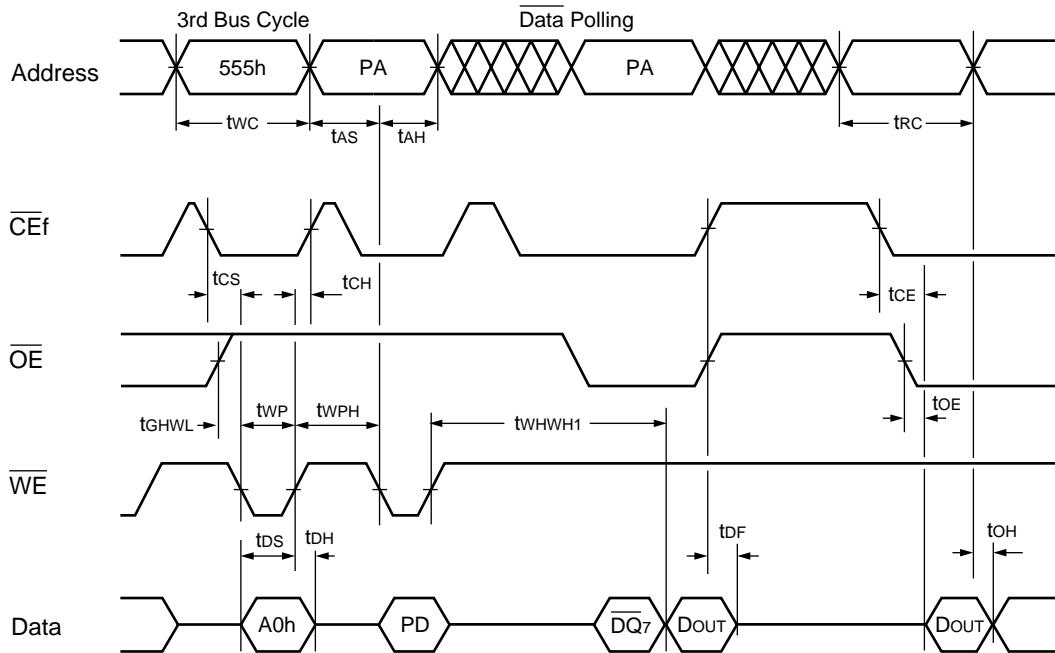 3rd Bus Cycle Data Polling
Address 555h PA PA
tWC tAS tAH tRC
CEf
tCS tCH tCE
OE
tGHWL tWP tWPH tWHWH1 tOE
WE
tDS tDH tDF tOH
Data A0h PD DQ7 DOUT DOUT